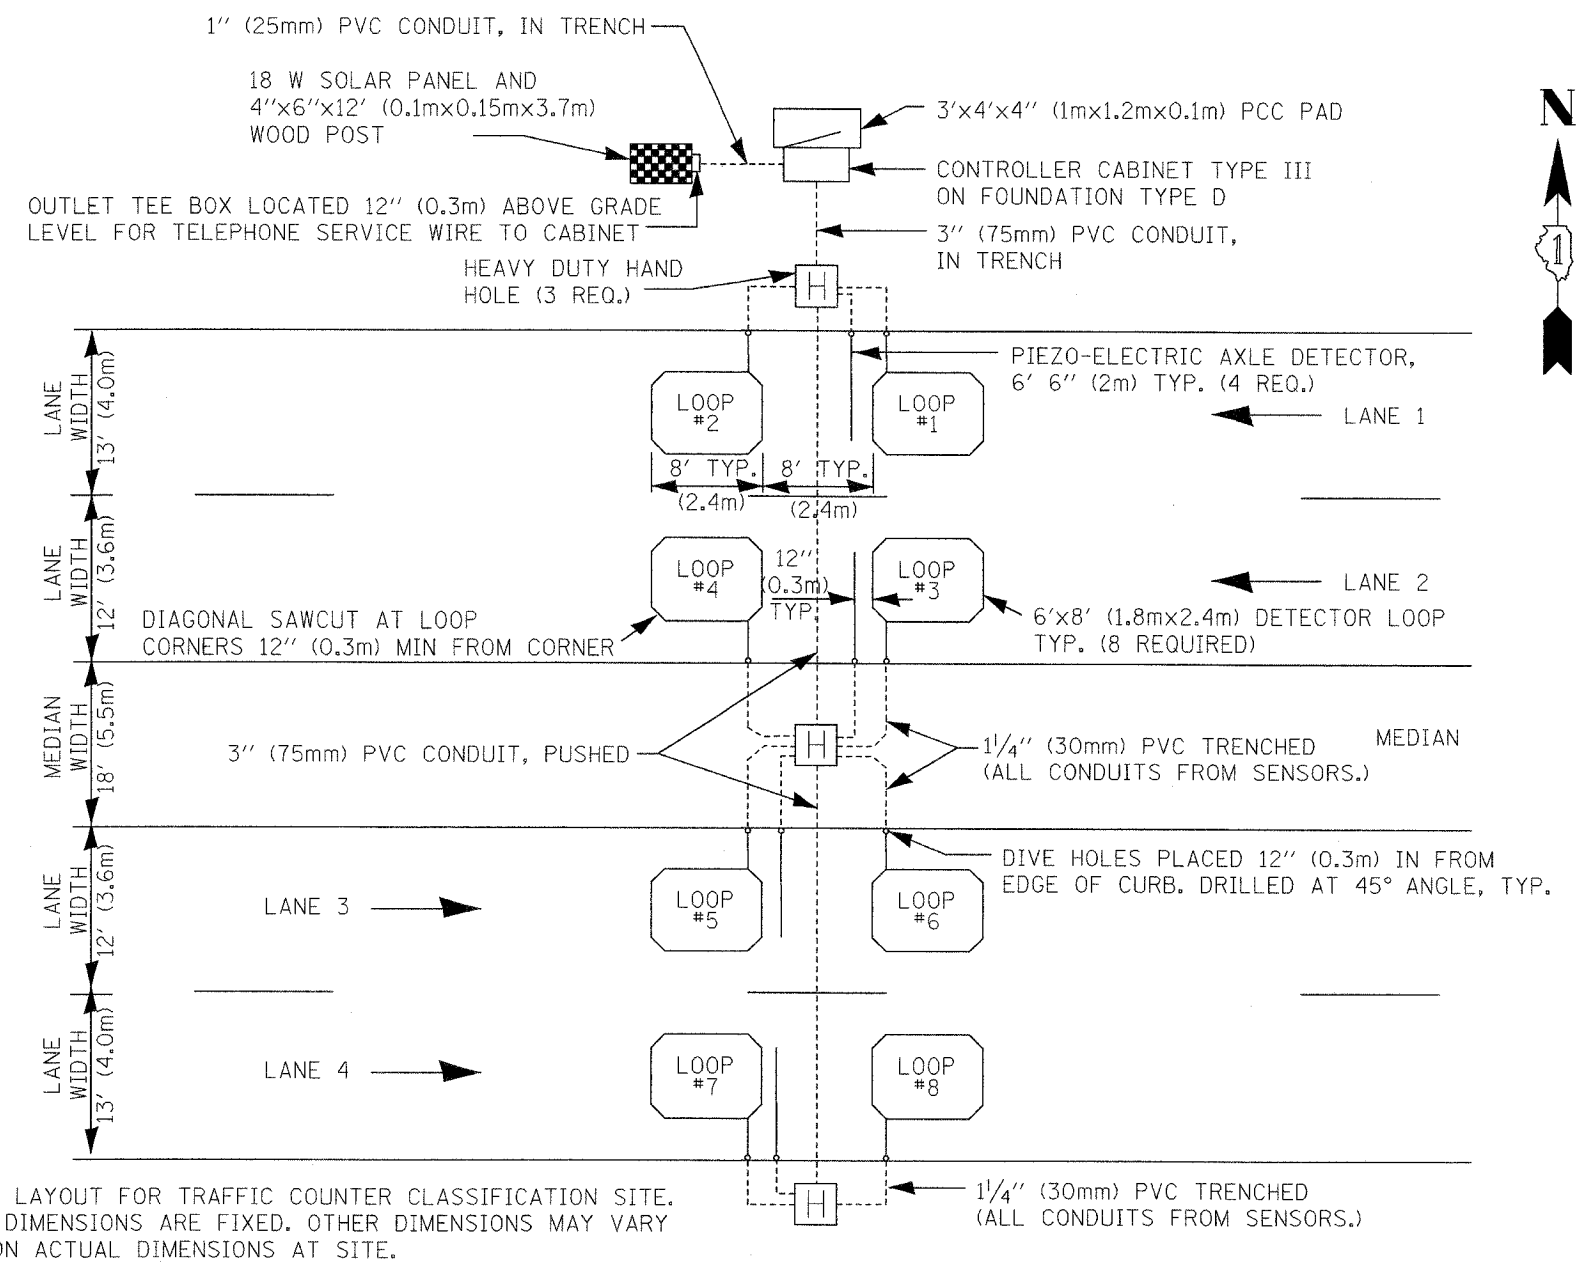 1" (25mm) PVC CONDUIT, IN TRENCH
18 W SOLAR PANEL AND
4"x6"x12' (0.1mx0.15mx3.7m)
WOOD POST
3'x4'x4" (1mx1.2mx0.1m) PCC PAD
N
CONTROLLER CABINET TYPE III
ON FOUNDATION TYPE D
OUTLET TEE BOX LOCATED 12" (0.3m) ABOVE GRADE
LEVEL FOR TELEPHONE SERVICE WIRE TO CABINET
3" (75mm) PVC CONDUIT,
IN TRENCH
1
HEAVY DUTY HAND
HOLE (3 REQ.)
H
LANE
WIDTH
13' (4.0m)
PIEZO-ELECTRIC AXLE DETECTOR,
6' 6" (2m) TYP. (4 REQ.)
LOOP
#2
LOOP
#1
LANE 1
8' TYP.
(2.4m)
8' TYP.
(2.4m)
LANE
WIDTH
12' (3.6m)
LOOP
#4
12"
(0.3m)
TYP.
LOOP
#3
LANE 2
DIAGONAL SAWCUT AT LOOP
CORNERS 12" (0.3m) MIN FROM CORNER
6'x8' (1.8mx2.4m) DETECTOR LOOP
TYP. (8 REQUIRED)
MEDIAN
WIDTH
18' (5.5m)
3" (75mm) PVC CONDUIT, PUSHED
H
1¼" (30mm) PVC TRENCHED
(ALL CONDUITS FROM SENSORS.)
MEDIAN
LANE
WIDTH
12' (3.6m)
DIVE HOLES PLACED 12" (0.3m) IN FROM
EDGE OF CURB. DRILLED AT 45° ANGLE, TYP.
LANE 3
LOOP
#5
LOOP
#6
LANE
WIDTH
13' (4.0m)
LANE 4
LOOP
#7
LOOP
#8
H
1¼" (30mm) PVC TRENCHED
(ALL CONDUITS FROM SENSORS.)
LAYOUT FOR TRAFFIC COUNTER CLASSIFICATION SITE.
DIMENSIONS ARE FIXED. OTHER DIMENSIONS MAY VARY
ON ACTUAL DIMENSIONS AT SITE.